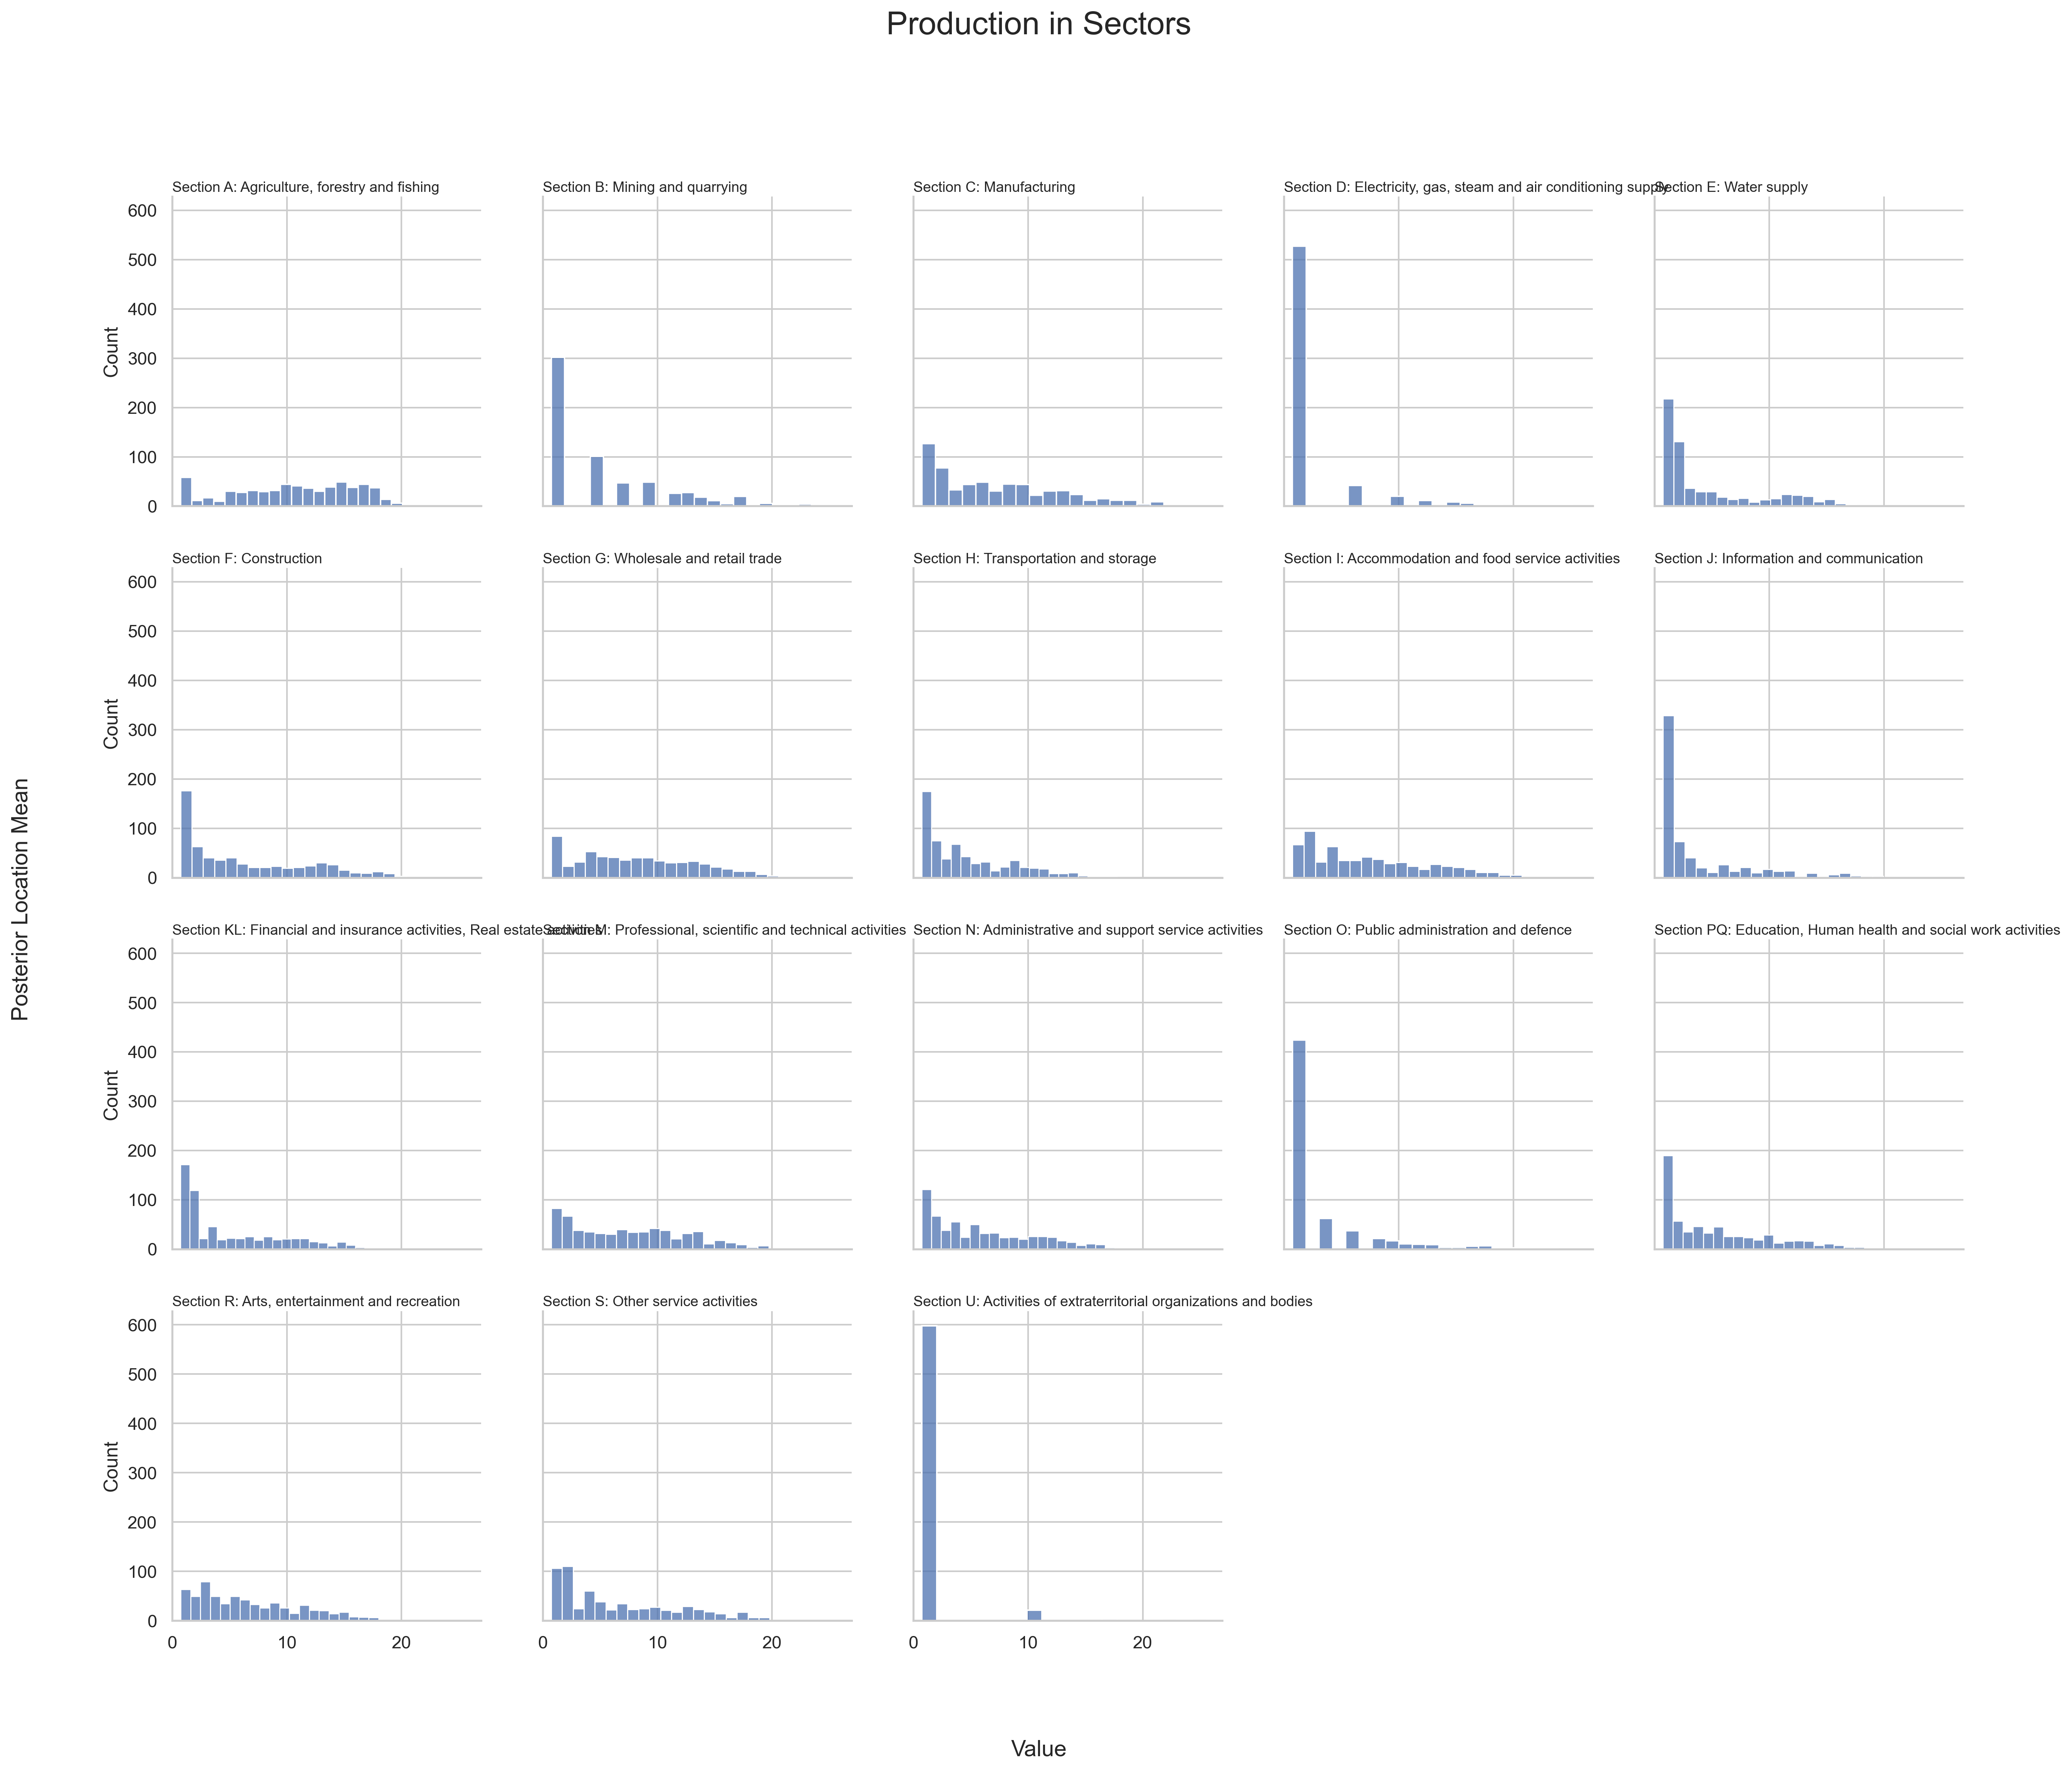 Production in Sectors
Section A: Agriculture, forestry and fishing
Section B: Mining and quarrying
Section C: Manufacturing
Section D: Electricity, gas, steam and air conditioning supply
Section E: Water supply
600
500
400
300
200
100
0
Count
Section F: Construction
Section G: Wholesale and retail trade
Section H: Transportation and storage
Section I: Accommodation and food service activities
Section J: Information and communication
600
500
400
300
200
100
0
Count
Posterior Location Mean
Section KL: Financial and insurance activities, Real estate activities
Section M: Professional, scientific and technical activities
Section N: Administrative and support service activities
Section O: Public administration and defence
Section PQ: Education, Human health and social work activities
600
500
400
300
200
100
0
Count
Section R: Arts, entertainment and recreation
Section S: Other service activities
Section U: Activities of extraterritorial organizations and bodies
600
500
400
300
200
100
0
Count
0 10 20
0 10 20
0 10 20
Value